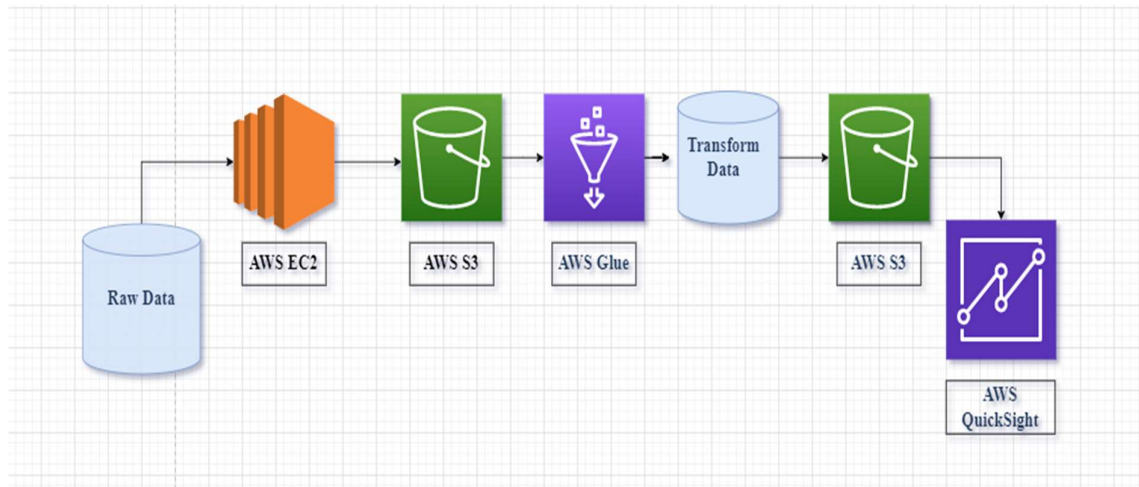 Raw Data
AWS EC2
AWS S3
AWS Glue
Transform
Data
AWS S3
AWS
QuickSight